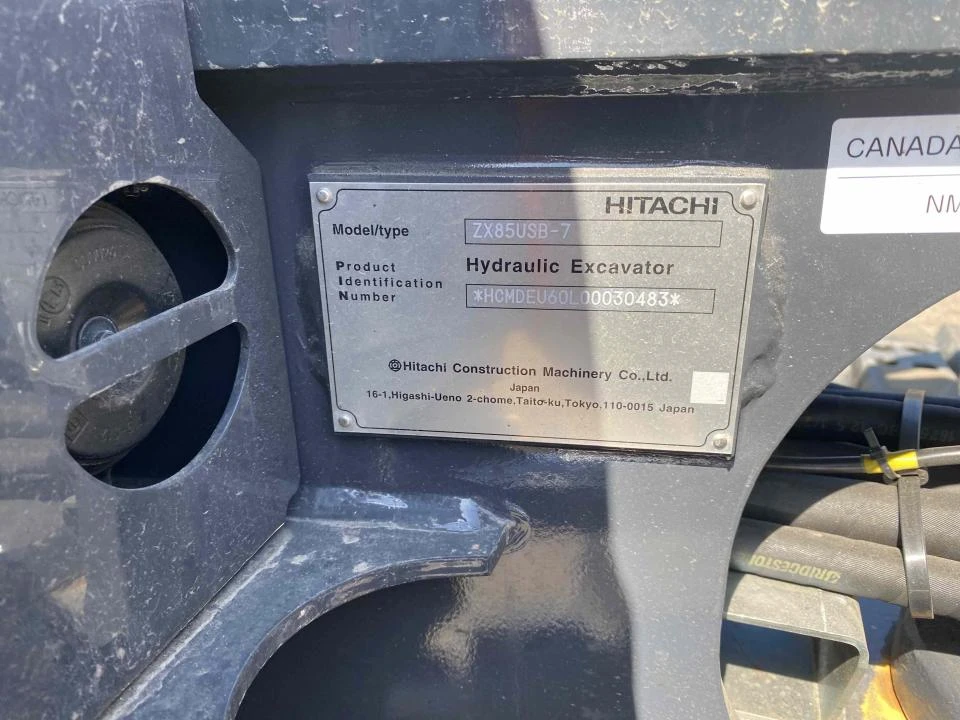 HITACHI
Model/type ZX85USB-7
Hydraulic Excavator
Product
Identification
Number *HCMDEU60L00030483*
Hitachi Construction Machinery Co.,Ltd.
Japan
16-1,Higashi-Ueno 2-chome,Taito-ku,Tokyo,110-0015 Japan
CANADA
NM
BRIDGESTON